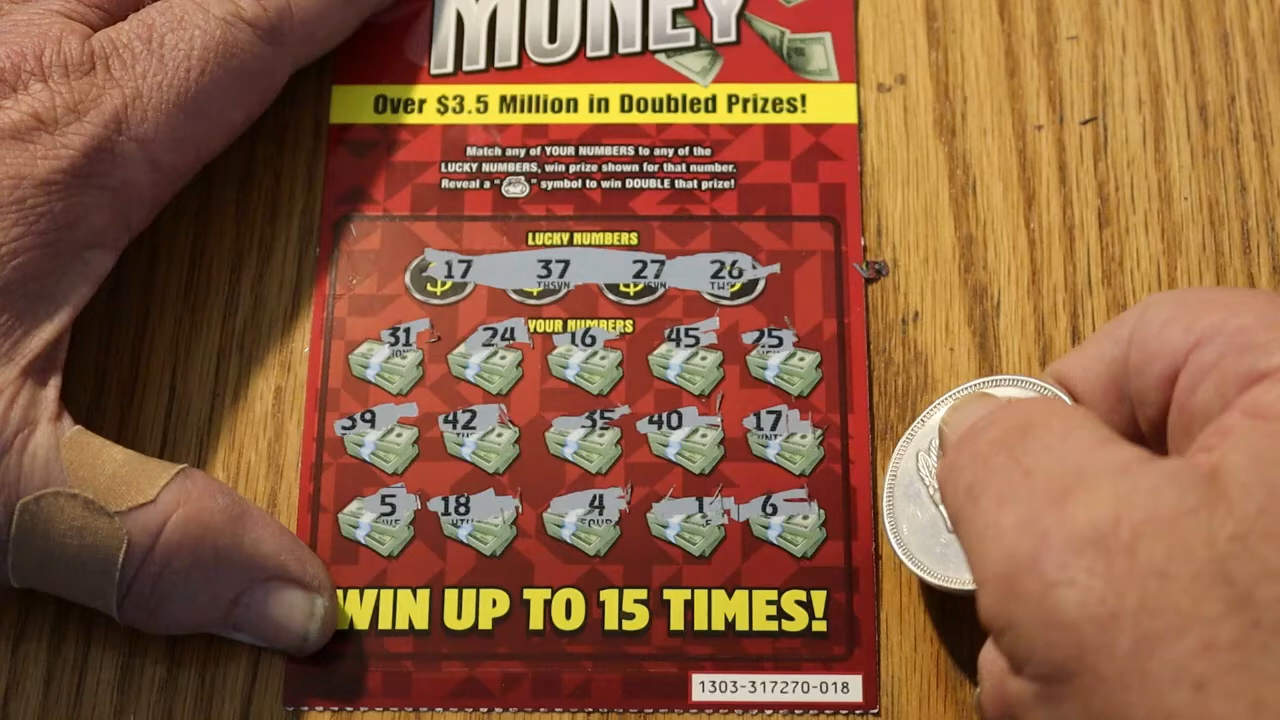 MONEY
Over $3.5 Million in Doubled Prizes!
Match any of YOUR NUMBERS to any of the
LUCKY NUMBERS, win prize shown for that number.
Reveal a " " symbol to win DOUBLE that prize!
LUCKY NUMBERS
17 37 27 26
THSVN
YOUR NUMBERS
31 24 16 45 25
39 42 35 40 17
5 18 4 1 6
WIN UP TO 15 TIMES!
1303-317270-018